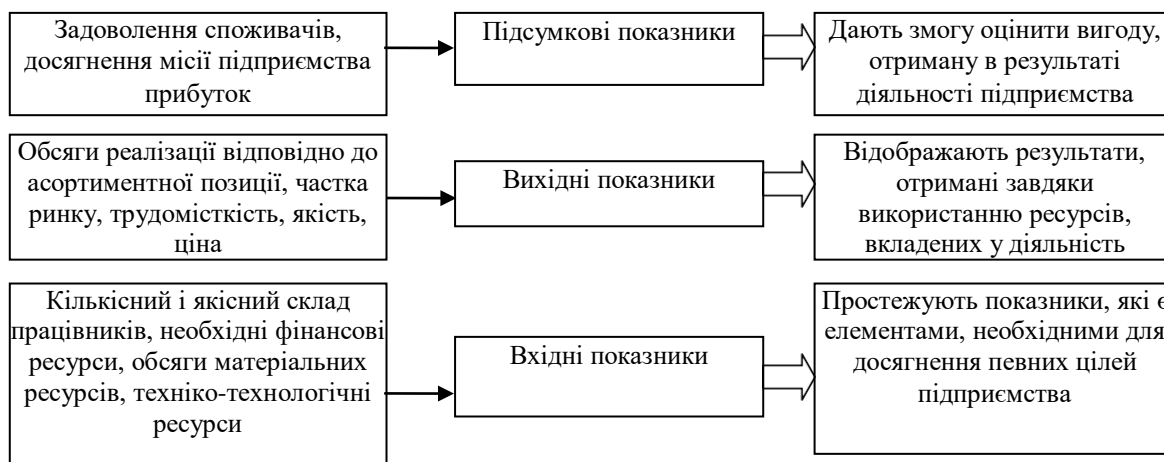 Задоволення споживачів,
досягнення місії підприємства
прибуток
Підсумкові показники
Дають змогу оцінити вигоду,
отриману в результаті
діяльності підприємства
Обсяги реалізації відповідно до
асортиментної позиції, частка
ринку, трудомісткість, якість,
ціна
Вихідні показники
Відображають результати,
отримані завдяки
використанню ресурсів,
вкладених у діяльність
Кількісний і якісний склад
працівників, необхідні фінансові
ресурси, обсяги матеріальних
ресурсів, техніко-технологічні
ресурси
Вхідні показники
Простежують показники, які є
елементами, необхідними для
досягнення певних цілей
підприємства